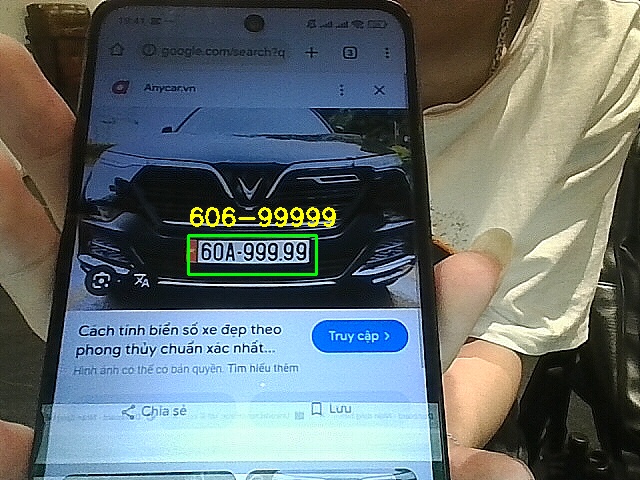 19:41
google.com/search?q
3
Anycar.vn
606-99999
60A-999.99
Cách tính biển số xe đẹp theo
phong thủy chuẩn xác nhất...
Truy cập >
Hình ảnh có thể có bản quyền. Tìm hiểu thêm
Chia sẻ
Lưu